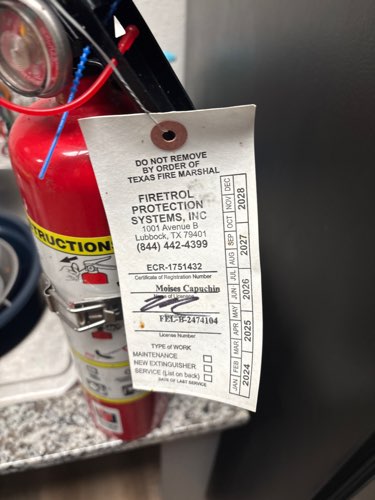 DO NOT REMOVE
BY ORDER OF
TEXAS FIRE MARSHAL
FIRETROL
PROTECTION
SYSTEMS, INC
1001 Avenue B
Lubbock, TX 79401
(844) 442-4399
ECR-1751432
Certificate of Registration Number
Moises Capuchin
of
FEL-B-2474104
License Number
TYPE OF WORK
MAINTENANCE
NEW EXTINGUISHER
SERVICE (List on back)
DATE OF LAST SERVICE
JAN FEB MAR APR MAY JUN JUL AUG SEP OCT NOV DEC
2024 2025 2026 2027 2028
TRUCTION